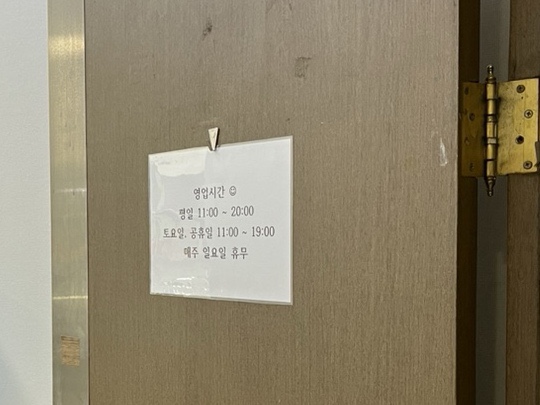 영업시간 ☺
평일 11:00 ~ 20:00
토요일, 공휴일 11:00 ~ 19:00
매주 일요일 휴무